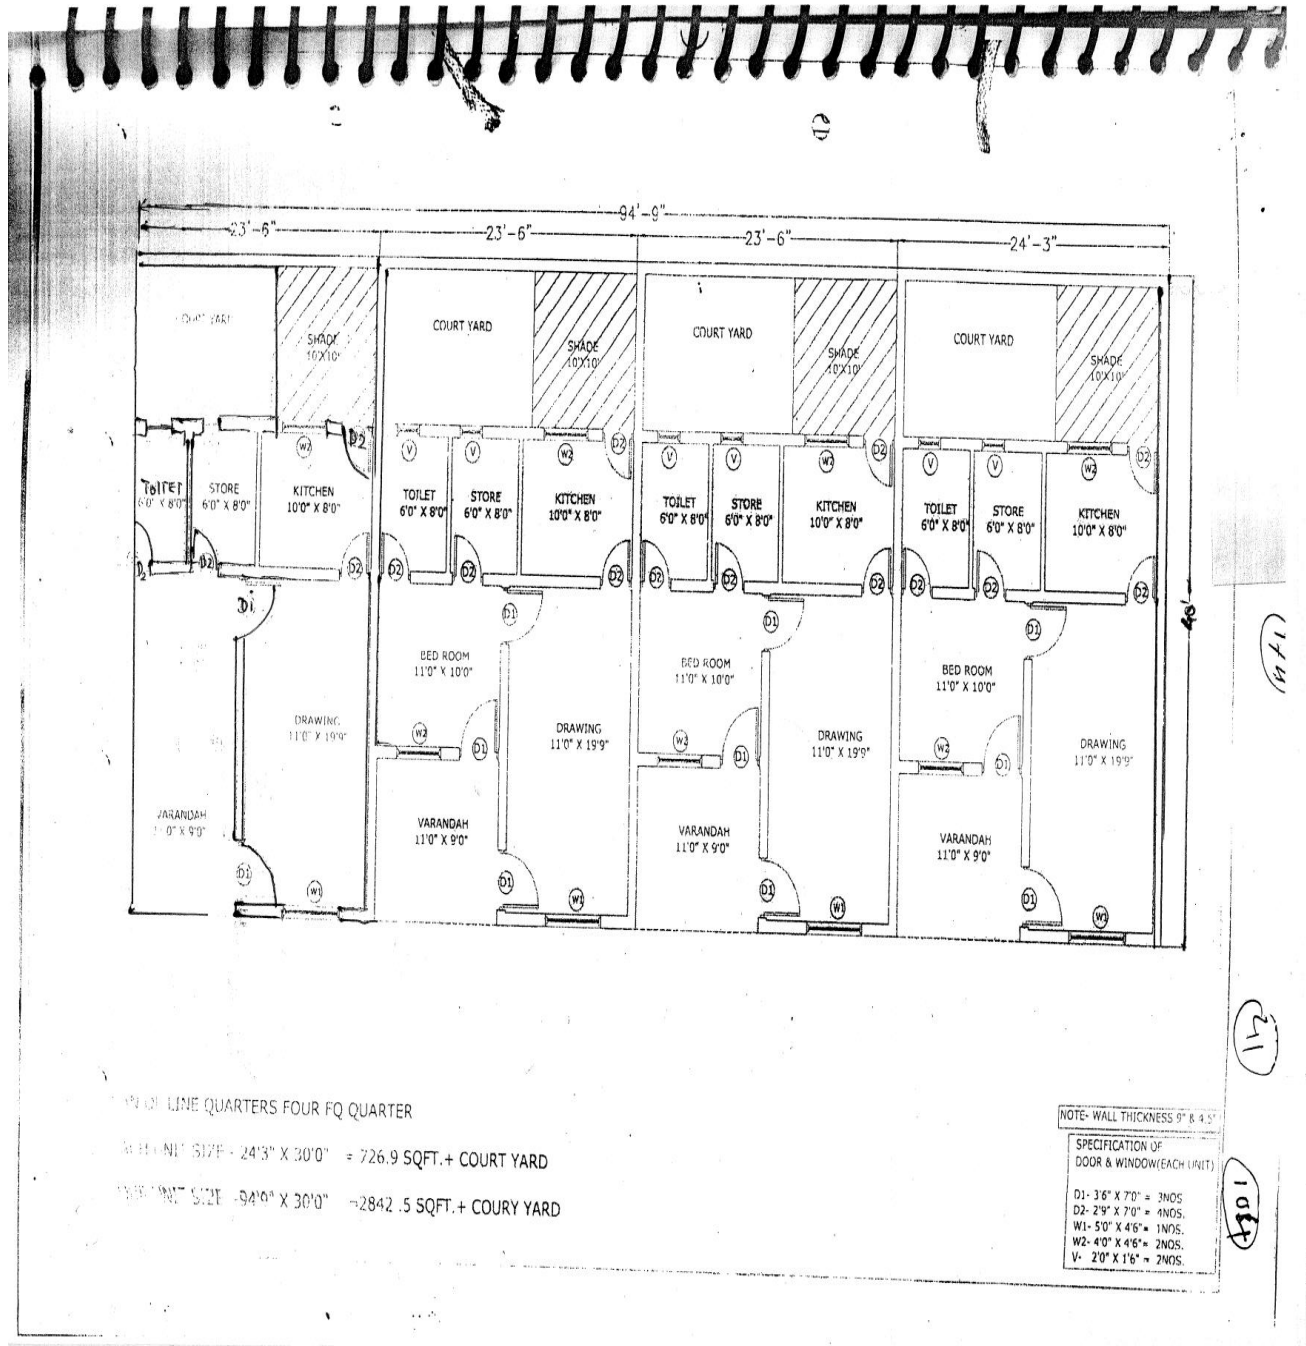 94'-9"
23'-6" 23'-6" 23'-6" 24'-3"
COURT YARD COURT YARD COURT YARD COURT YARD
SHADE SHADE SHADE SHADE
10'X10' 10'X10' 10'X10' 10'X10'
W2 D2 V V W2 D2 V V W2 D2 V V W2 D2
TOILET STORE KITCHEN TOILET STORE KITCHEN TOILET STORE KITCHEN TOILET STORE KITCHEN
6'0" X 8'0" 6'0" X 8'0" 10'0" X 8'0" 6'0" X 8'0" 6'0" X 8'0" 10'0" X 8'0" 6'0" X 8'0" 6'0" X 8'0" 10'0" X 8'0" 6'0" X 8'0" 6'0" X 8'0" 10'0" X 8'0"
D2 D2 D2 D2 D2 D2 D2 D2 D2 D2 D2 D2
D1 D1 D1 D1
40'
BED ROOM BED ROOM BED ROOM
11'0" X 10'0" 11'0" X 10'0" 11'0" X 10'0"
DRAWING DRAWING DRAWING DRAWING
11'0" X 19'9" 11'0" X 19'9" 11'0" X 19'9" 11'0" X 19'9"
W2 D1 W2 D1 W2 D1
VARANDAH VARANDAH VARANDAH VARANDAH
0" X 9'0" 11'0" X 9'0" 11'0" X 9'0" 11'0" X 9'0"
D1 W1 D1 W1 D1 W1 D1 W1
LINE QUARTERS FOUR FQ QUARTER
UNIT SIZE - 24'3" X 30'0" = 726.9 SQFT.+ COURT YARD
UNIT SIZE -94'9" X 30'0" =2842 .5 SQFT.+ COURY YARD
NOTE- WALL THICKNESS 9" & 4.5"
SPECIFICATION OF
DOOR & WINDOW(EACH UNIT)
D1- 3'6" X 7'0" = 3NOS
D2- 2'9" X 7'0" = 4NOS.
W1- 5'0" X 4'6" = 1NOS.
W2- 4'0" X 4'6" = 2NOS.
V- 2'0" X 1'6" = 2NOS.